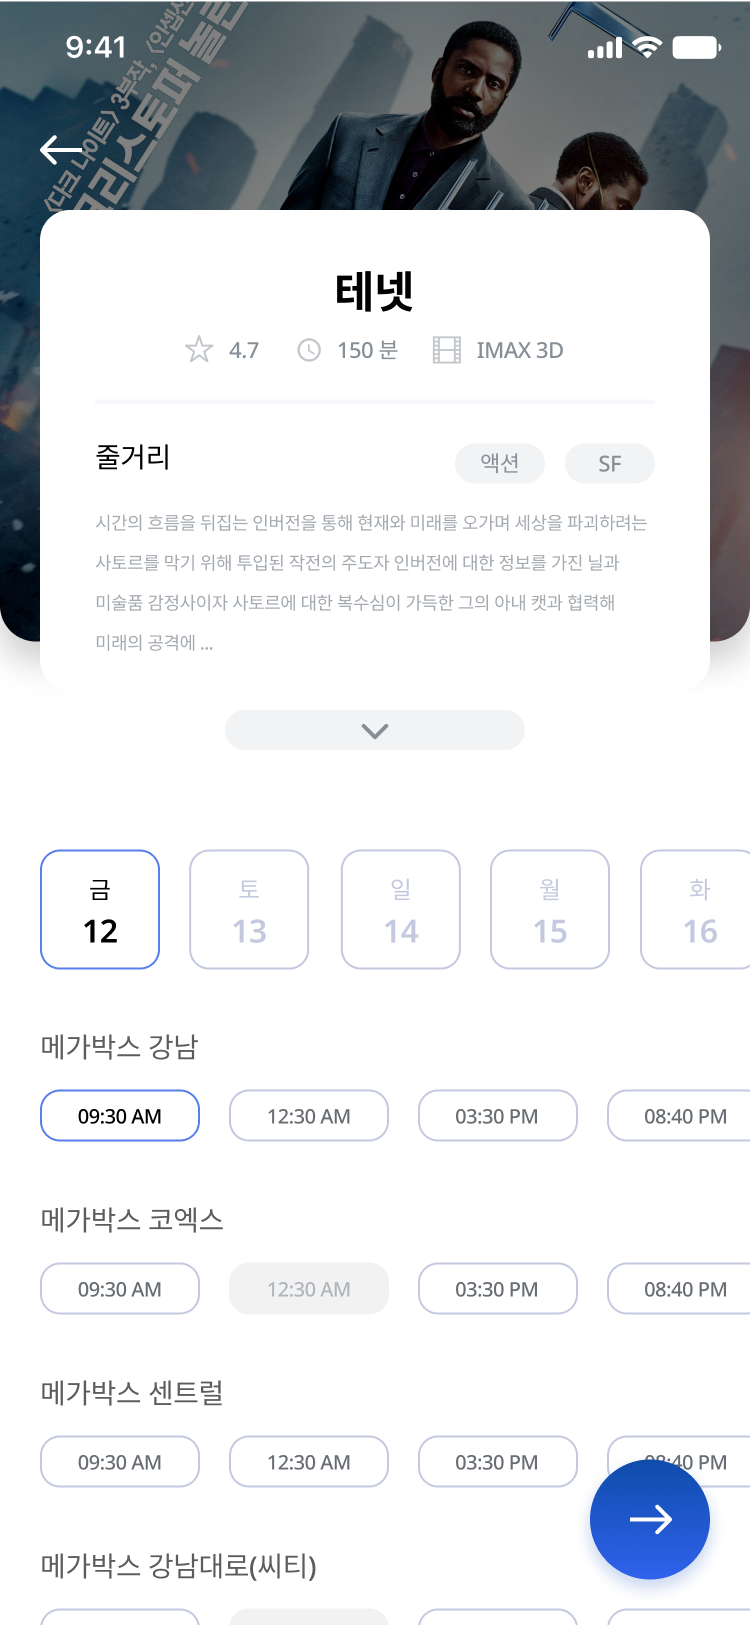 9:41
〈다크 나이트〉 3부작, 〈인셉션
크리스토퍼 놀란
테넷
4.7
150 분
IMAX 3D
줄거리
액션
SF
시간의 흐름을 뒤집는 인버전을 통해 현재와 미래를 오가며 세상을 파괴하려는
사토르를 막기 위해 투입된 작전의 주도자 인버전에 대한 정보를 가진 닐과
미술품 감정사이자 사토르에 대한 복수심이 가득한 그의 아내 캣과 협력해
미래의 공격에 ...
금 토 일 월 화
12 13 14 15 16
메가박스 강남
09:30 AM 12:30 AM 03:30 PM 08:40 PM
메가박스 코엑스
09:30 AM 12:30 AM 03:30 PM 08:40 PM
메가박스 센트럴
09:30 AM 12:30 AM 03:30 PM 08:40 PM
메가박스 강남대로(씨티)